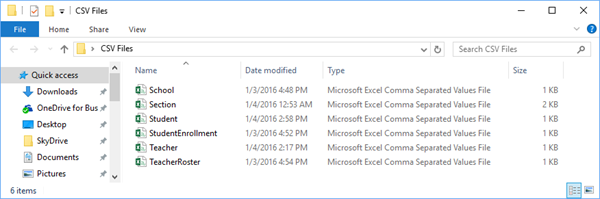 CSV Files
File Home Share View
CSV Files Search CSV Files
Quick access
Downloads
OneDrive for Bus
Desktop
SkyDrive
Documents
Pictures
Name Date modified Type Size
School 1/3/2016 4:48 PM Microsoft Excel Comma Separated Values File 1 KB
Section 1/4/2016 12:53 AM Microsoft Excel Comma Separated Values File 2 KB
Student 1/4/2016 2:58 PM Microsoft Excel Comma Separated Values File 1 KB
StudentEnrollment 1/3/2016 4:52 PM Microsoft Excel Comma Separated Values File 1 KB
Teacher 1/4/2016 2:17 PM Microsoft Excel Comma Separated Values File 1 KB
TeacherRoster 1/3/2016 4:54 PM Microsoft Excel Comma Separated Values File 1 KB
6 items